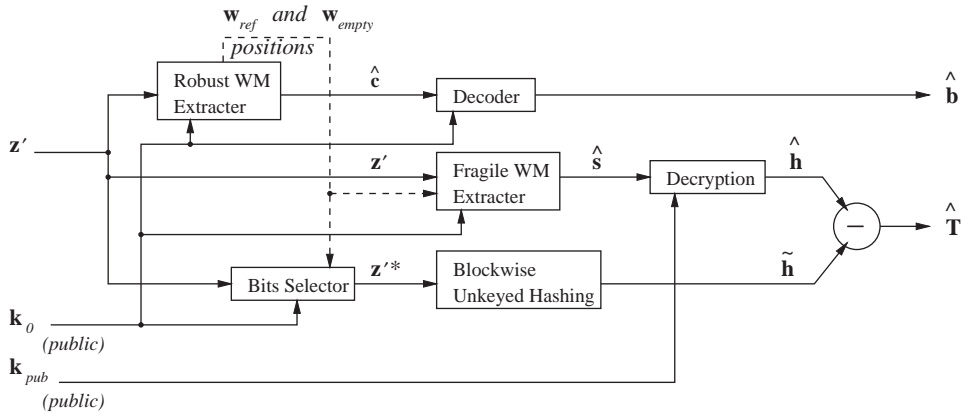 w_ref and w_empty
positions
Robust WM
Extracter
ĉ
Decoder
b̂
z'
z'
Fragile WM
Extracter
ŝ
Decryption
ĥ
−
T̂
Bits Selector
z'*
Blockwise
Unkeyed Hashing
h̃
k_0
(public)
k_pub
(public)